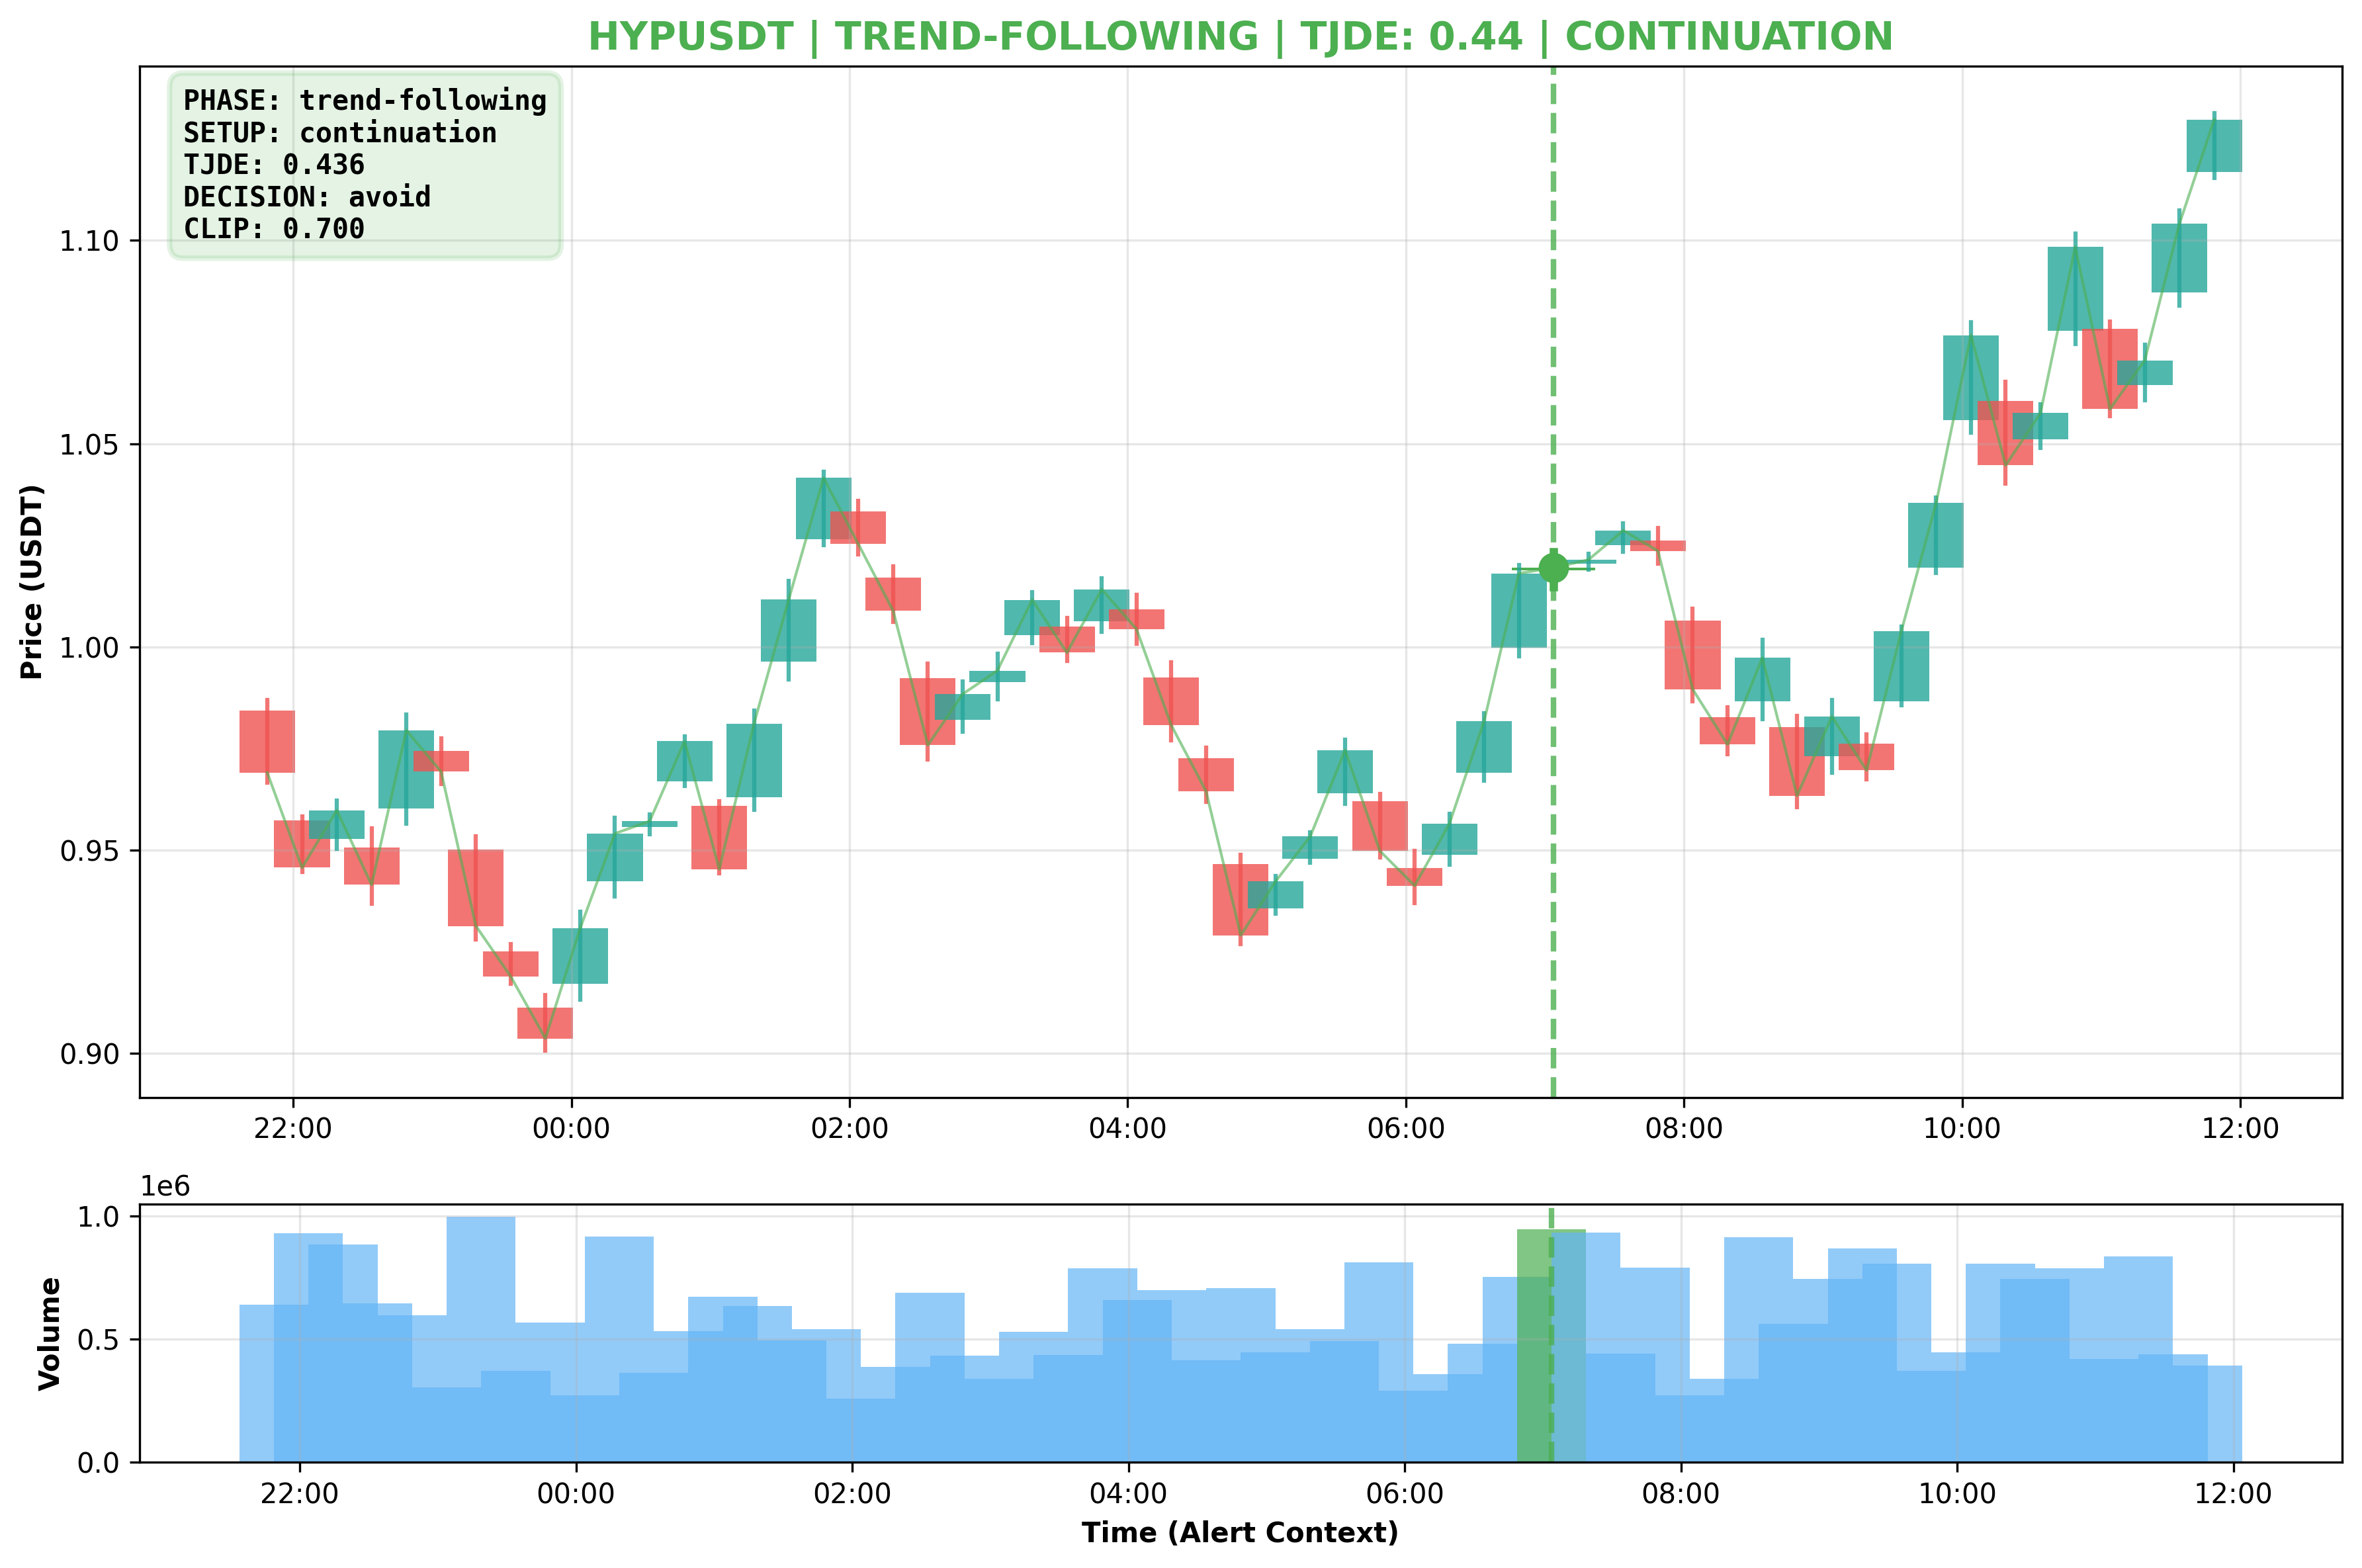 HYPUSDT | TREND-FOLLOWING | TJDE: 0.44 | CONTINUATION
PHASE: trend-following
SETUP: continuation
TJDE: 0.436
DECISION: avoid
CLIP: 0.700
Price (USDT)
1.10
1.05
1.00
0.95
0.90
22:00 00:00 02:00 04:00 06:00 08:00 10:00 12:00
1e6
Volume
1.0
0.5
0.0
22:00 00:00 02:00 04:00 06:00 08:00 10:00 12:00
Time (Alert Context)